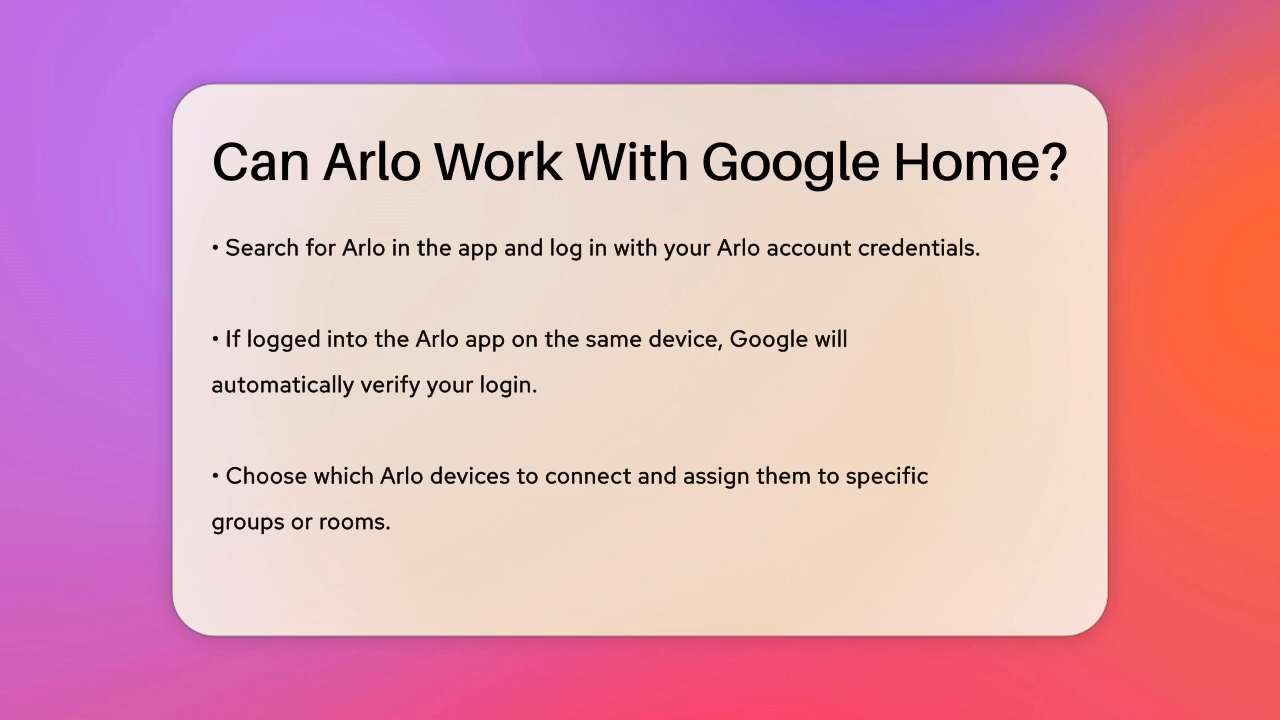 Can Arlo Work With Google Home?
• Search for Arlo in the app and log in with your Arlo account credentials.
• If logged into the Arlo app on the same device, Google will
automatically verify your login.
• Choose which Arlo devices to connect and assign them to specific
groups or rooms.